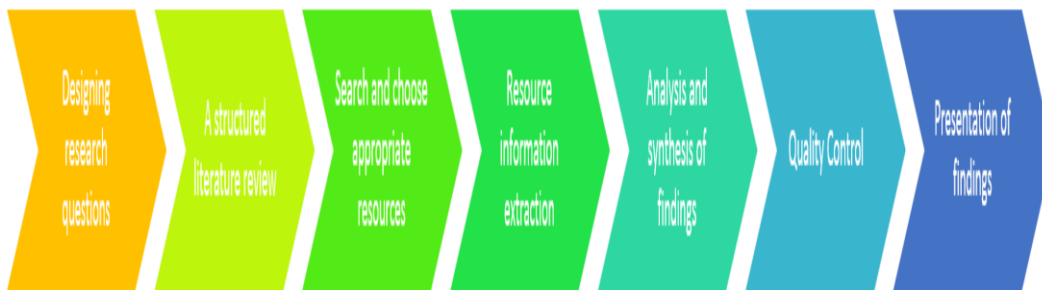 Designing
research
questions
A structured
literature review
Search and choose
appropriate
resources
Resource
information
extraction
Analysis and
synthesis of
findings
Quality Control
Presentation of
findings